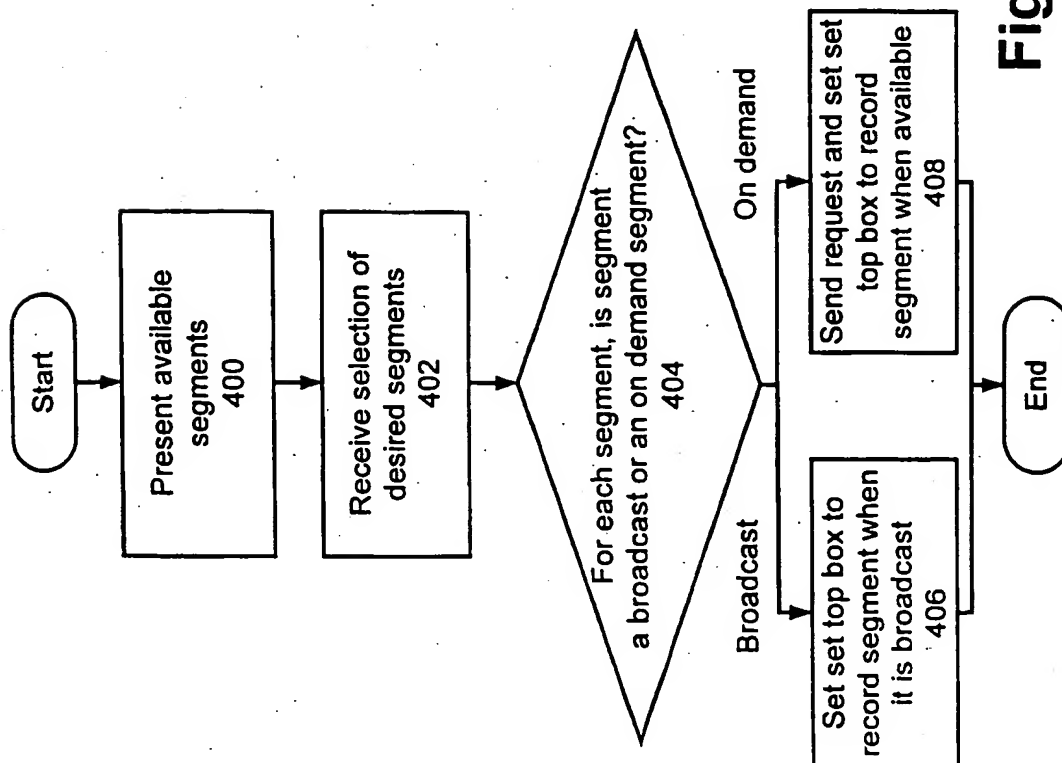 Start
Present available
segments
400
Receive selection of
desired segments
402
For each segment, is segment
a broadcast or an on demand segment?
404
Broadcast
On demand
Set set top box to
record segment when
it is broadcast
406
Send request and set set
top box to record
segment when available
408
End
Fig